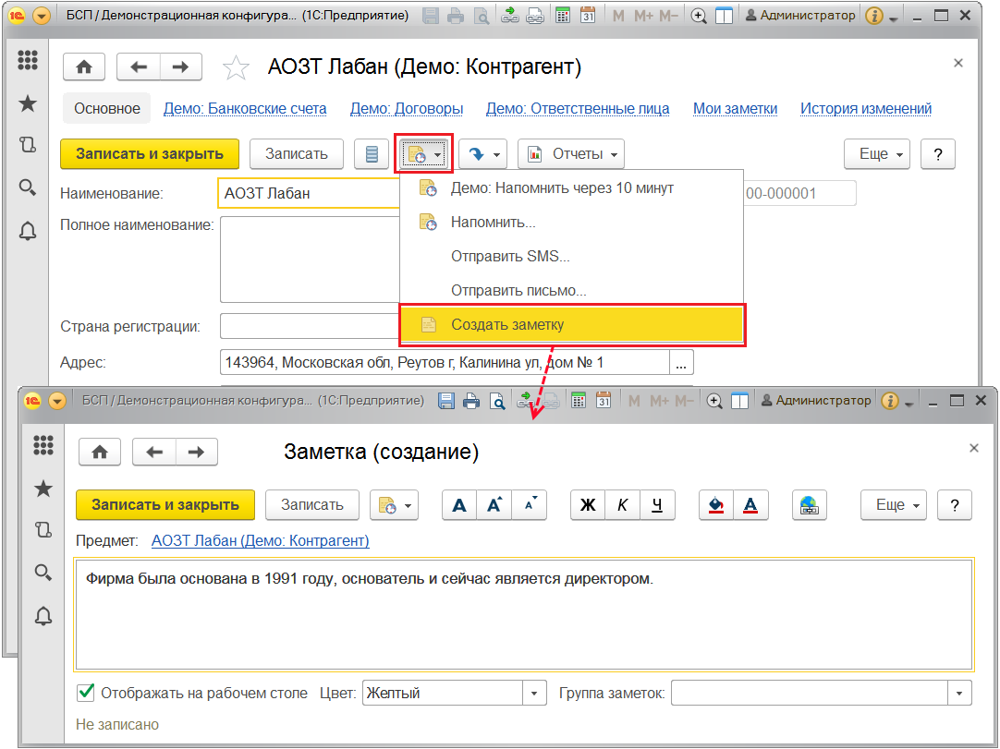 1С БСП / Демонстрационная конфигура... (1С:Предприятие) 31 M M+ M− Администратор i
АОЗТ Лабан (Демо: Контрагент)
Основное Демо: Банковские счета Демо: Договоры Демо: Ответственные лица Мои заметки История изменений
Записать и закрыть Записать Отчеты Еще ?
Наименование: АОЗТ Лабан 00-000001
Полное наименование:
Демо: Напомнить через 10 минут
Напомнить...
Отправить SMS...
Отправить письмо...
Создать заметку
Страна регистрации:
Адрес: 143964, Московская обл, Реутов г, Калинина ул, дом № 1 ...
1С БСП / Демонстрационная конфигура... (1С:Предприятие) 31 M M+ M− Администратор i
Заметка (создание)
Записать и закрыть Записать А А А Ж К Ч А Еще ?
Предмет: АОЗТ Лабан (Демо: Контрагент)
Фирма была основана в 1991 году, основатель и сейчас является директором.
Отображать на рабочем столе Цвет: Желтый Группа заметок:
Не записано